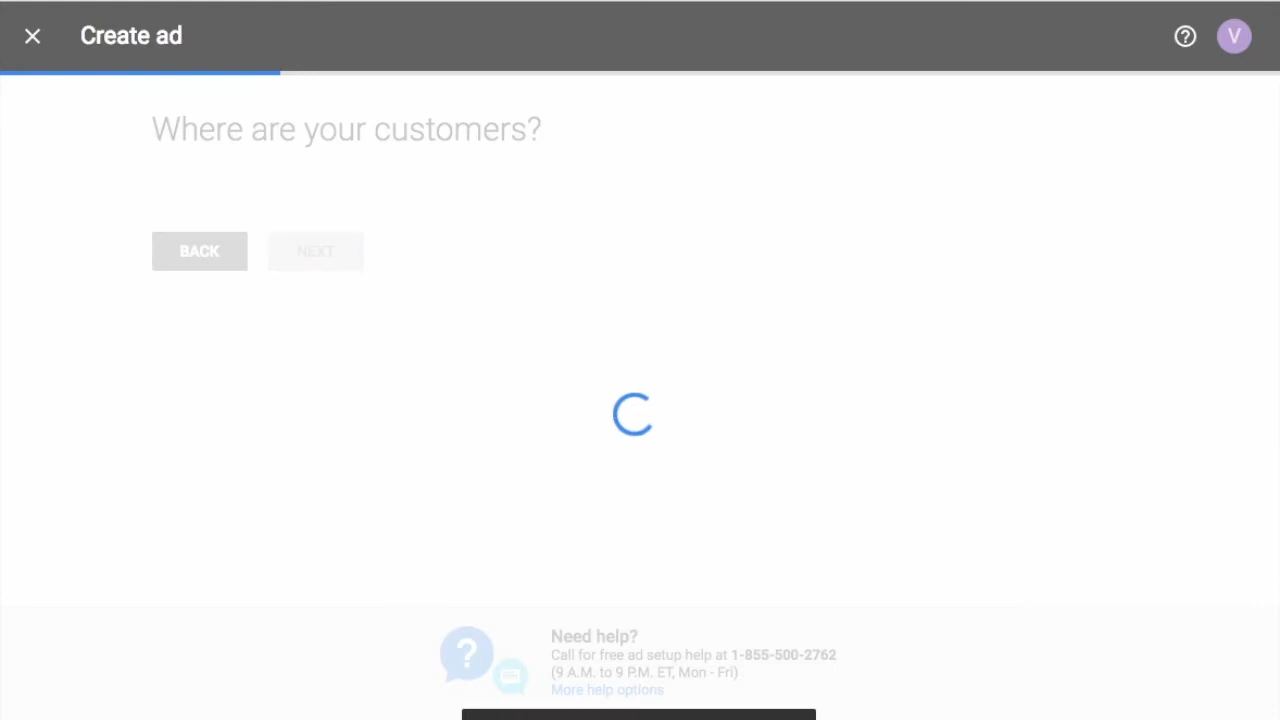 Create ad
V
Where are your customers?
BACK
NEXT
Need help?
Call for free ad setup help at 1-855-500-2762
(9 A.M. to 9 P.M. ET, Mon - Fri)
More help options